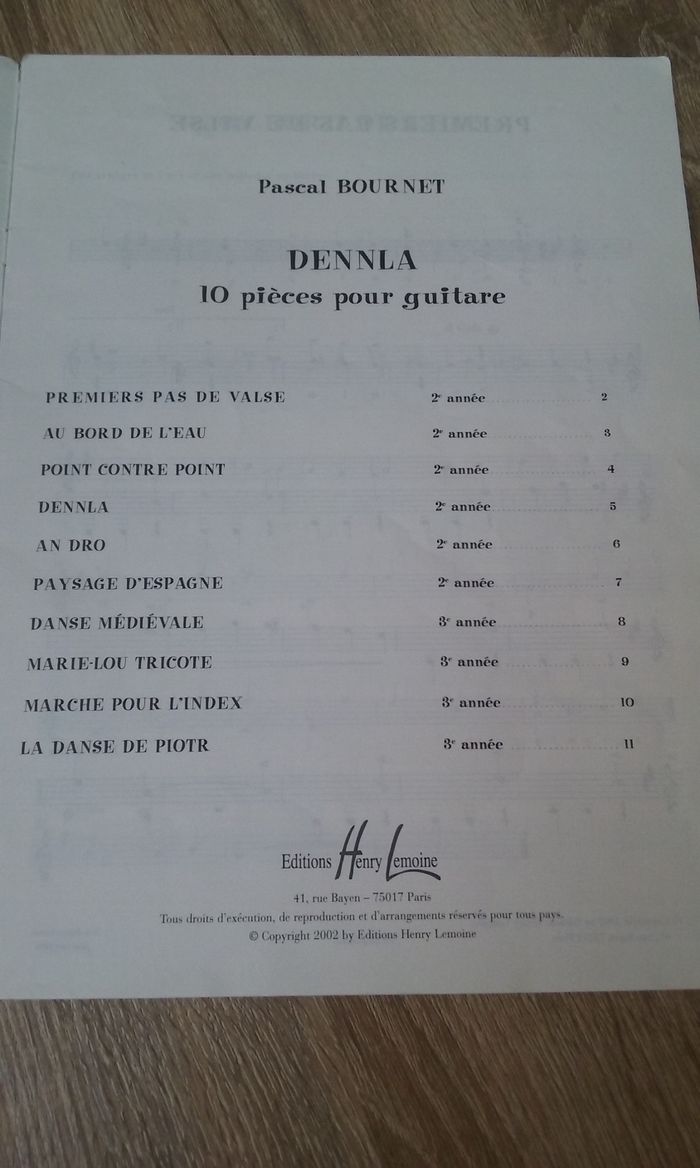 PREMIERS PAS DE VALSE
Pascal BOURNET
DENNLA
10 pièces pour guitare
PREMIERS PAS DE VALSE 2e année 2
AU BORD DE L'EAU 2e année 3
POINT CONTRE POINT 2e année 4
DENNLA 2e année 5
AN DRO 2e année 6
PAYSAGE D'ESPAGNE 2e année 7
DANSE MÉDIÉVALE 3e année 8
MARIE-LOU TRICOTE 3e année 9
MARCHE POUR L'INDEX 3e année 10
LA DANSE DE PIOTR 3e année 11
Editions Henry Lemoine
41, rue Bayen – 75017 Paris
Tous droits d'exécution, de reproduction et d'arrangements réservés pour tous pays.
© Copyright 2002 by Editions Henry Lemoine